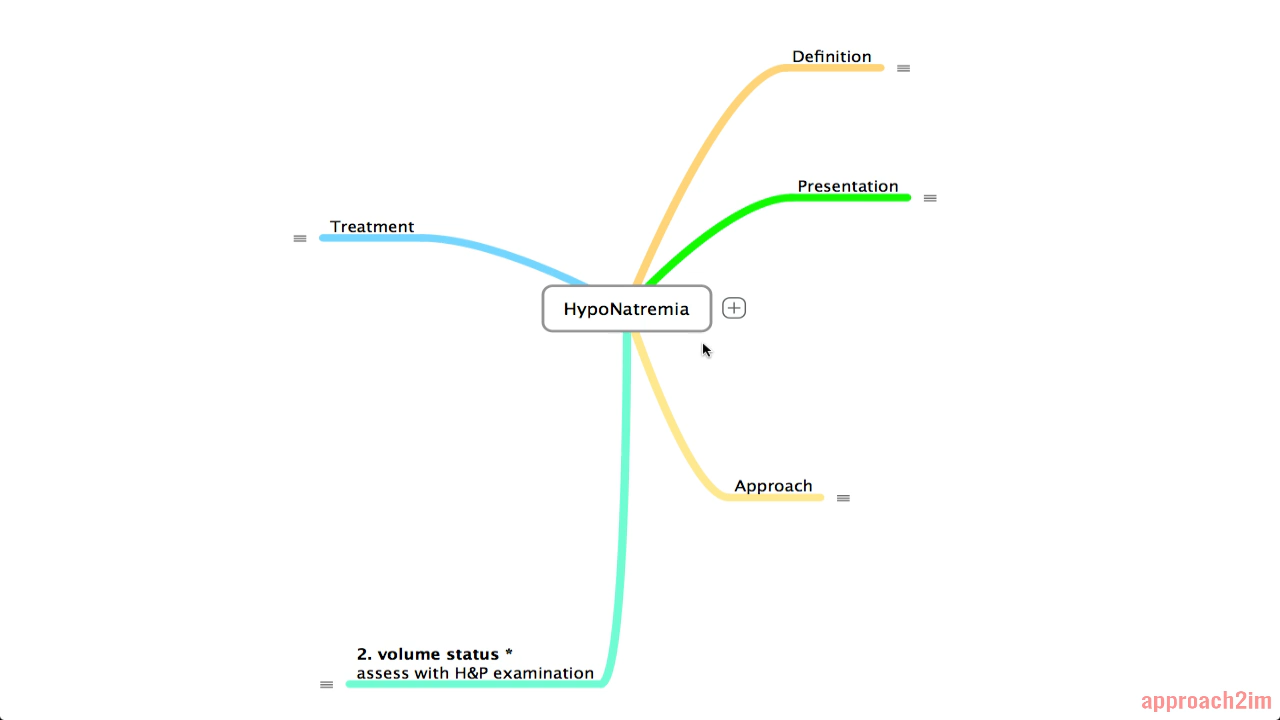 Definition
Presentation
Treatment
HypoNatremia
Approach
2. volume status *
assess with H&P examination
approach2im